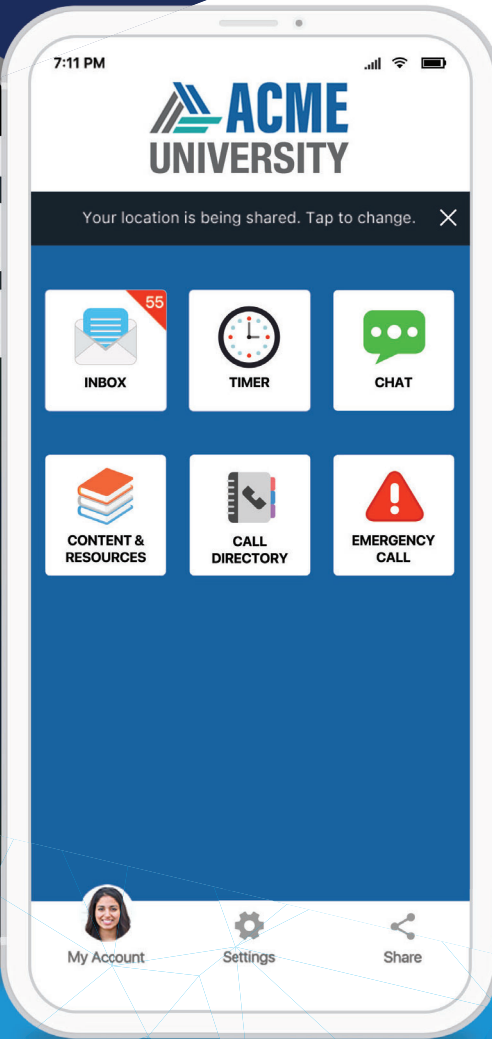 7:11 PM
ACME
UNIVERSITY
Your location is being shared. Tap to change.
55
INBOX
TIMER
CHAT
CONTENT &
RESOURCES
CALL
DIRECTORY
EMERGENCY
CALL
My Account
Settings
Share